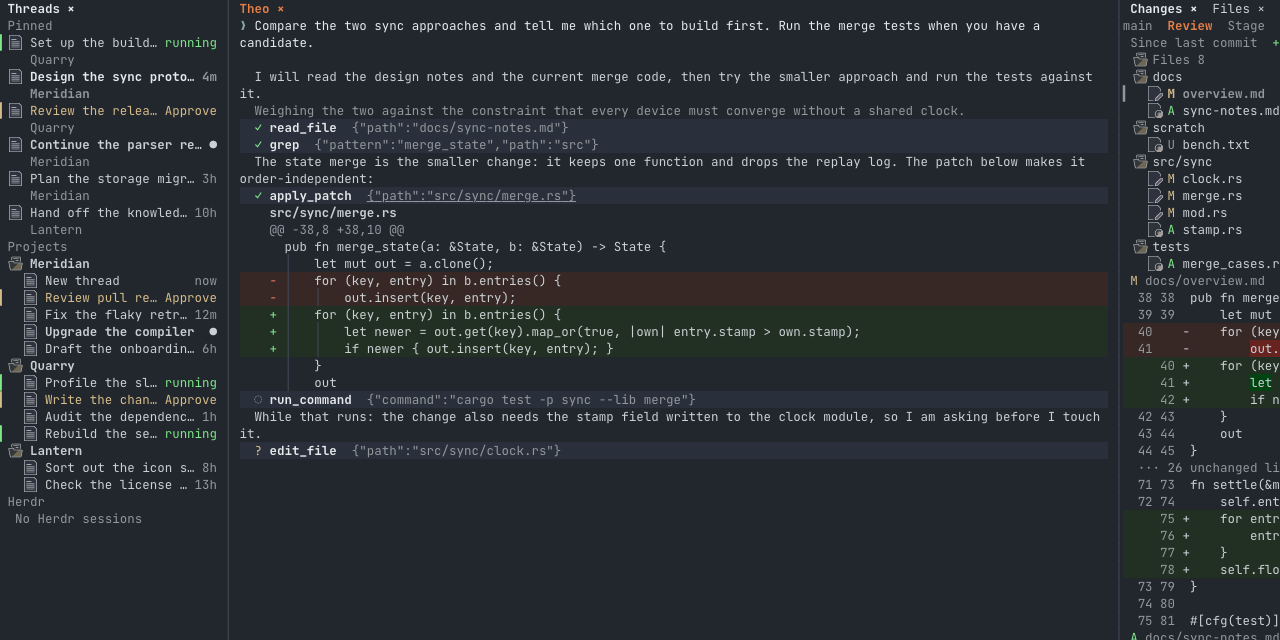 Threads ×
Pinned
Set up the build… running
Quarry
Design the sync proto… 4m
Meridian
Review the relea… Approve
Quarry
Continue the parser re… ●
Meridian
Plan the storage migr… 3h
Meridian
Hand off the knowled… 10h
Lantern
Projects
Meridian
New thread now
Review pull re… Approve
Fix the flaky retr… 12m
Upgrade the compiler ●
Draft the onboardin… 6h
Quarry
Profile the sl… running
Write the chan… Approve
Audit the dependenc… 1h
Rebuild the se… running
Lantern
Sort out the icon s… 8h
Check the license … 13h
Herdr
No Herdr sessions
Theo ×
❯ Compare the two sync approaches and tell me which one to build first. Run the merge tests when you have a
candidate.
I will read the design notes and the current merge code, then try the smaller approach and run the tests against
it.
Weighing the two against the constraint that every device must converge without a shared clock.
✓ read_file {"path":"docs/sync-notes.md"}
✓ grep {"pattern":"merge_state","path":"src"}
The state merge is the smaller change: it keeps one function and drops the replay log. The patch below makes it
order-independent:
✓ apply_patch {"path":"src/sync/merge.rs"}
src/sync/merge.rs
@@ -38,8 +38,10 @@
pub fn merge_state(a: &State, b: &State) -> State {
let mut out = a.clone();
- for (key, entry) in b.entries() {
- out.insert(key, entry);
+ for (key, entry) in b.entries() {
+ let newer = out.get(key).map_or(true, |own| entry.stamp > own.stamp);
+ if newer { out.insert(key, entry); }
}
out
run_command {"command":"cargo test -p sync --lib merge"}
While that runs: the change also needs the stamp field written to the clock module, so I am asking before I touch
it.
? edit_file {"path":"src/sync/clock.rs"}
Changes × Files ×
main Review Stage
Since last commit +
Files 8
docs
M overview.md
A sync-notes.md
scratch
U bench.txt
src/sync
M clock.rs
M merge.rs
M mod.rs
A stamp.rs
tests
A merge_cases.r
M docs/overview.md
38 38 pub fn merge
39 39 let mut
40 - for (key
41 - out.
40 + for (key
41 + let
42 + if n
42 43 }
43 44 out
44 45 }
··· 26 unchanged li
71 73 fn settle(&m
72 74 self.ent
75 + for entr
76 + entr
77 + }
78 + self.flo
73 79 }
74 80
75 81 #[cfg(test)]
A docs/sync-notes.md